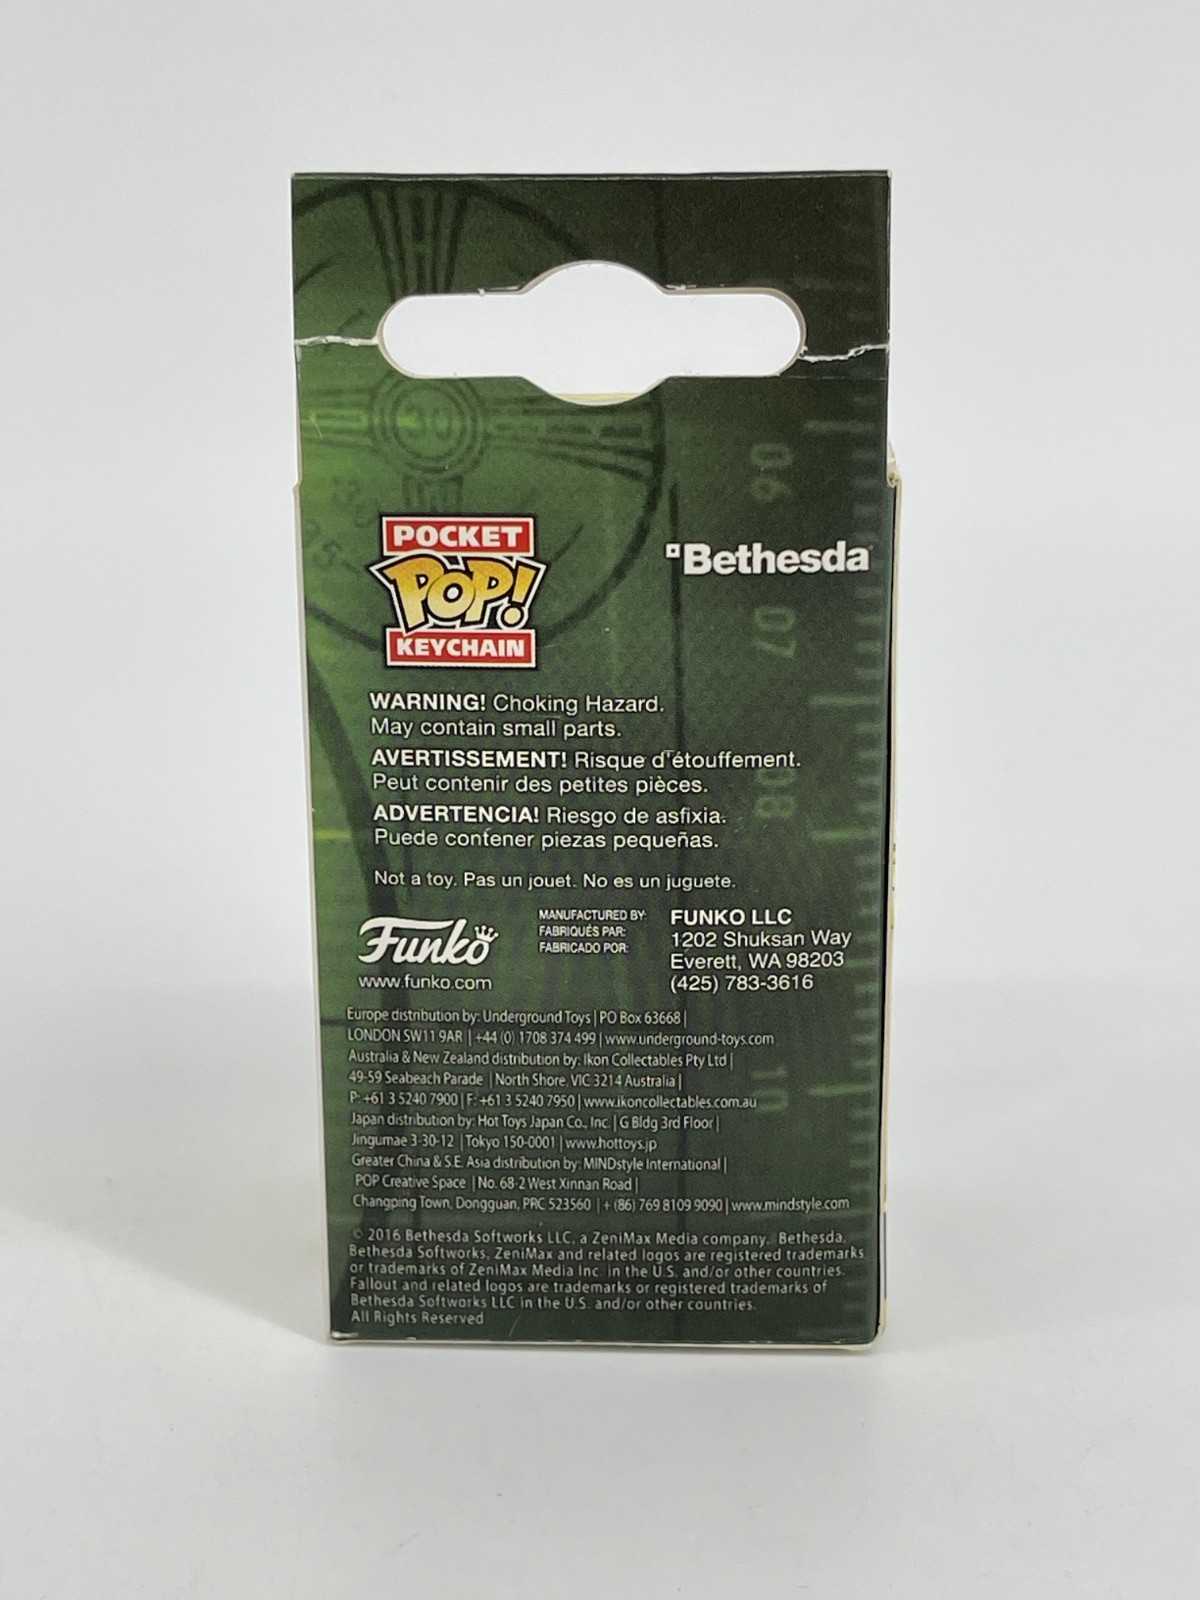 POCKET
POP!
KEYCHAIN
Bethesda
06
07
08
10
WARNING! Choking Hazard.
May contain small parts.
AVERTISSEMENT! Risque d'étouffement.
Peut contenir des petites pièces.
ADVERTENCIA! Riesgo de asfixia.
Puede contener piezas pequeñas.
Not a toy. Pas un jouet. No es un juguete.
Funko
www.funko.com
MANUFACTURED BY:
FABRIQUÉS PAR:
FABRICADO POR:
FUNKO LLC
1202 Shuksan Way
Everett, WA 98203
(425) 783-3616
Europe distribution by: Underground Toys | PO Box 63668 |
LONDON SW11 9AR | +44 (0) 1708 374 499 | www.underground-toys.com
Australia & New Zealand distribution by: Ikon Collectables Pty Ltd |
49-59 Seabeach Parade | North Shore, VIC 3214 Australia |
P: +61 3 5240 7900 | F: +61 3 5240 7950 | www.ikoncollectables.com.au
Japan distribution by: Hot Toys Japan Co., Inc. | G Bldg 3rd Floor |
Jingumae 3-30-12 | Tokyo 150-0001 | www.hottoys.jp
Greater China & S.E. Asia distribution by: MINDstyle International |
POP Creative Space | No. 68-2 West Xinnan Road |
Changping Town, Dongguan, PRC 523560 | + (86) 769 8109 9090 | www.mindstyle.com
© 2016 Bethesda Softworks LLC, a ZeniMax Media company. Bethesda,
Bethesda Softworks, ZeniMax and related logos are registered trademarks
or trademarks of ZeniMax Media Inc. in the U.S. and/or other countries.
Fallout and related logos are trademarks or registered trademarks of
Bethesda Softworks LLC in the U.S. and/or other countries.
All Rights Reserved